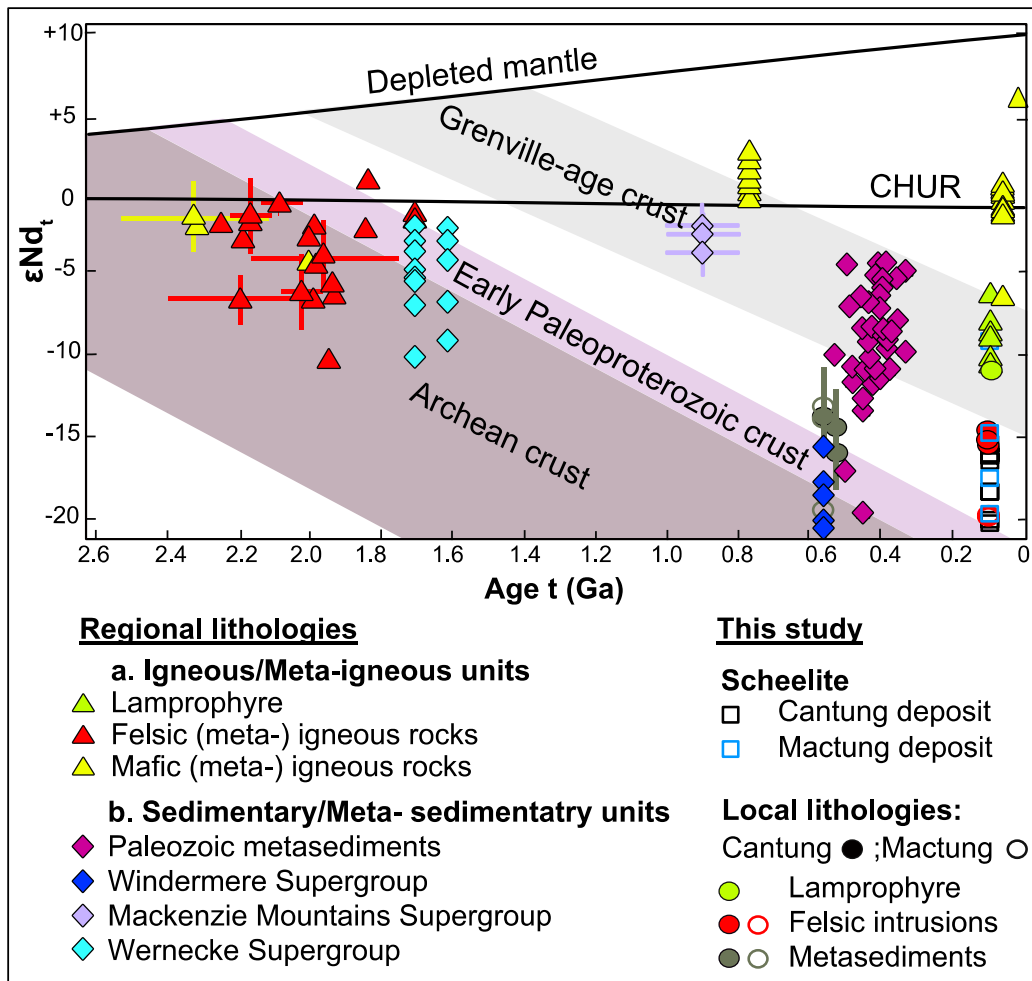 +10
+5
0
-5
-10
-15
-20
εNdt
Depleted mantle
Grenville-age crust
CHUR
Early Paleoproterozoic crust
Archean crust
2.6 2.4 2.2 2.0 1.8 1.6 1.4 1.2 1.0 0.8 0.6 0.4 0.2 0
Age t (Ga)
Regional lithologies
a. Igneous/Meta-igneous units
Lamprophyre
Felsic (meta-) igneous rocks
Mafic (meta-) igneous rocks
b. Sedimentary/Meta- sedimentatry units
Paleozoic metasediments
Windermere Supergroup
Mackenzie Mountains Supergroup
Wernecke Supergroup
This study
Scheelite
Cantung deposit
Mactung deposit
Local lithologies:
Cantung ;Mactung
Lamprophyre
Felsic intrusions
Metasediments